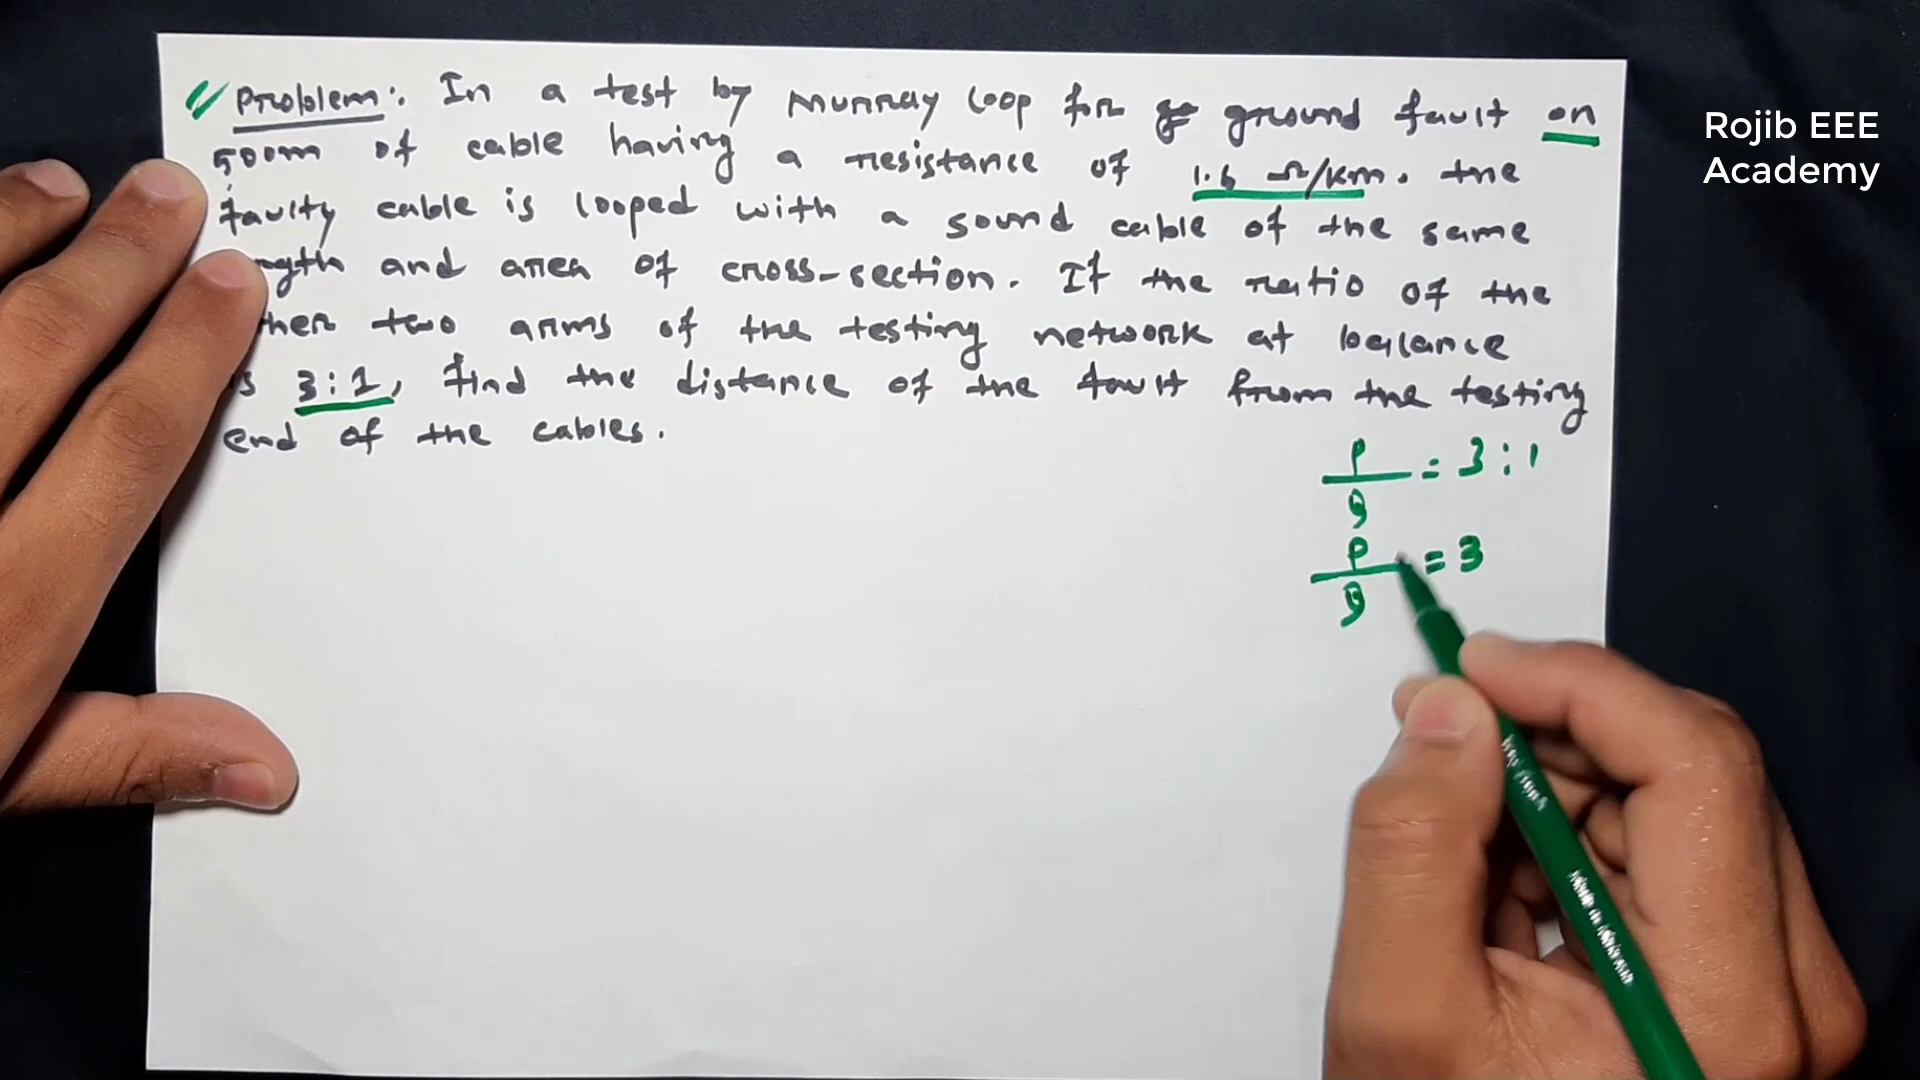 Problem: In a test by Murray loop for ground fault on
500m of cable having a resistance of 1.6 Ω/km. the
faulty cable is looped with a sound cable of the same
ngth and area of cross-section. If the ratio of the
her two arms of the testing network at balance
is 3:1, find the distance of the fault from the testing
end of the cables.
P/Q = 3:1
P/Q = 3
Rojib EEE
Academy